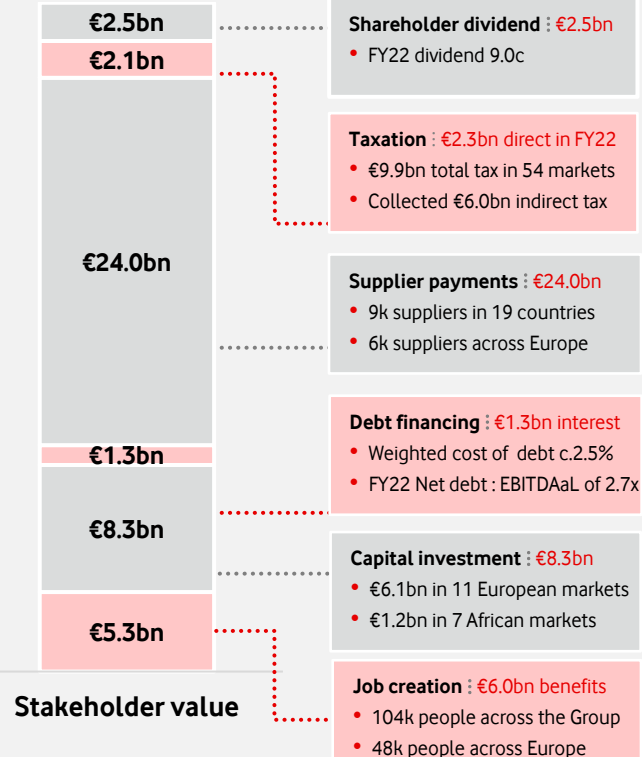 €2.5bn
€2.1bn
€24.0bn
€1.3bn
€8.3bn
€5.3bn
Stakeholder value
Shareholder dividend ⁝ €2.5bn
• FY22 dividend 9.0c
Taxation ⁝ €2.3bn direct in FY22
• €9.9bn total tax in 54 markets
• Collected €6.0bn indirect tax
Supplier payments ⁝ €24.0bn
• 9k suppliers in 19 countries
• 6k suppliers across Europe
Debt financing ⁝ €1.3bn interest
• Weighted cost of debt c.2.5%
• FY22 Net debt : EBITDAaL of 2.7x
Capital investment ⁝ €8.3bn
• €6.1bn in 11 European markets
• €1.2bn in 7 African markets
Job creation ⁝ €6.0bn benefits
• 104k people across the Group
• 48k people across Europe